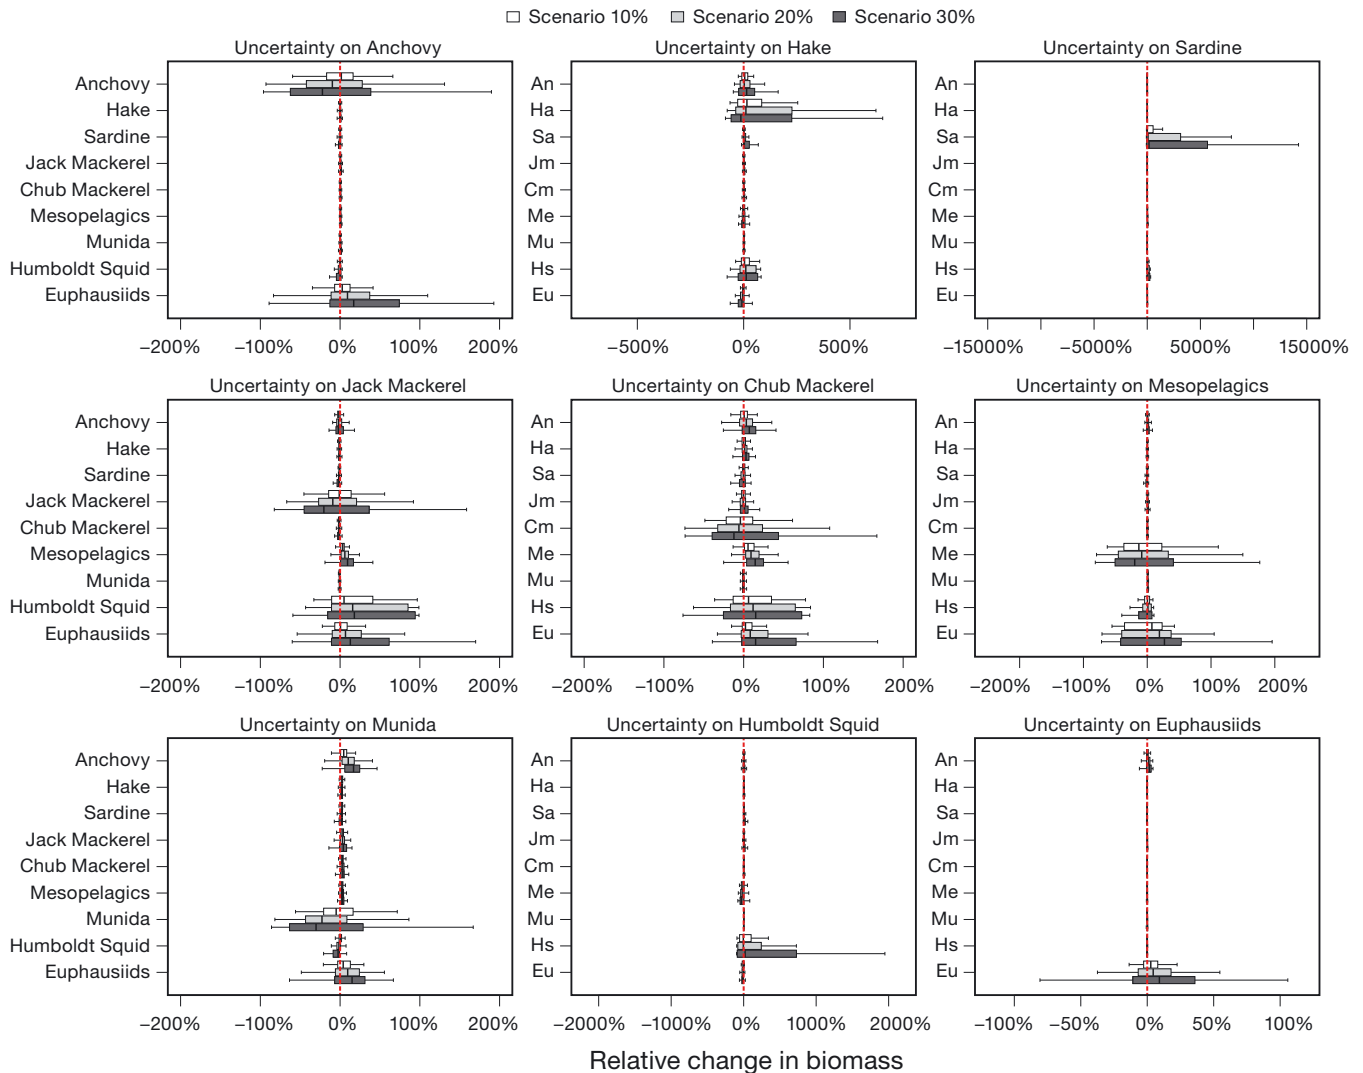 Scenario 10% Scenario 20% Scenario 30%
Uncertainty on Anchovy Uncertainty on Hake Uncertainty on Sardine
Anchovy An An
Hake Ha Ha
Sardine Sa Sa
Jack Mackerel Jm Jm
Chub Mackerel Cm Cm
Mesopelagics Me Me
Munida Mu Mu
Humboldt Squid Hs Hs
Euphausiids Eu Eu
−200% −100% 0% 100% 200% −500% 0% 500% −15000% −5000% 5000% 15000%
Uncertainty on Jack Mackerel Uncertainty on Chub Mackerel Uncertainty on Mesopelagics
Anchovy An An
Hake Ha Ha
Sardine Sa Sa
Jack Mackerel Jm Jm
Chub Mackerel Cm Cm
Mesopelagics Me Me
Munida Mu Mu
Humboldt Squid Hs Hs
Euphausiids Eu Eu
−200% −100% 0% 100% 200% −200% −100% 0% 100% 200% −200% −100% 0% 100% 200%
Uncertainty on Munida Uncertainty on Humboldt Squid Uncertainty on Euphausiids
Anchovy An An
Hake Ha Ha
Sardine Sa Sa
Jack Mackerel Jm Jm
Chub Mackerel Cm Cm
Mesopelagics Me Me
Munida Mu Mu
Humboldt Squid Hs Hs
Euphausiids Eu Eu
−200% −100% 0% 100% 200% −2000% −1000% 0% 1000% 2000% −100% −50% 0% 50% 100%
Relative change in biomass